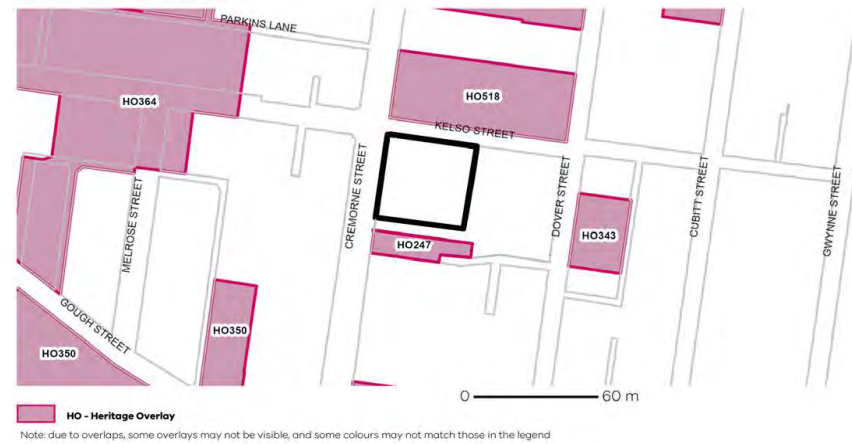 PARKINS LANE
HO364
HO518
KELSO STREET
CREMORNE STREET
MELROSE STREET
DOVER STREET
CUBITT STREET
GWYNNE STREET
HO247
HO343
GOUGH STREET
HO350
HO350
0 60 m
HO - Heritage Overlay
Note: due to overlaps, some overlays may not be visible, and some colours may not match those in the legend